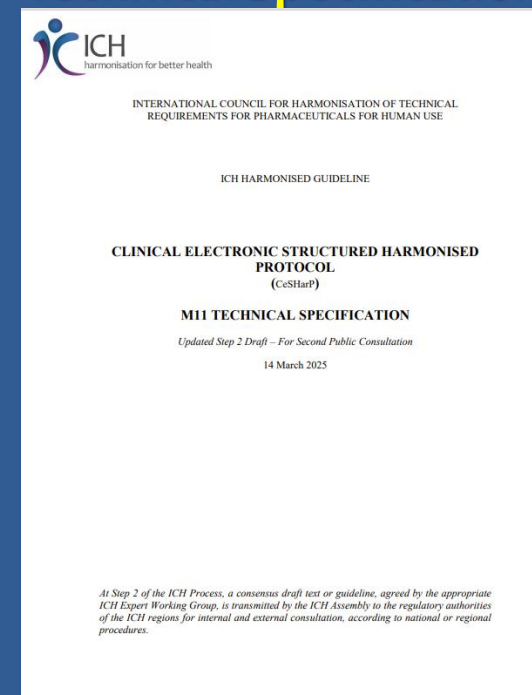 ICH
harmonisation for better health
INTERNATIONAL COUNCIL FOR HARMONISATION OF TECHNICAL
REQUIREMENTS FOR PHARMACEUTICALS FOR HUMAN USE
ICH HARMONISED GUIDELINE
CLINICAL ELECTRONIC STRUCTURED HARMONISED
PROTOCOL
(CeSHarP)
M11 TECHNICAL SPECIFICATION
Updated Step 2 Draft – For Second Public Consultation
14 March 2025
At Step 2 of the ICH Process, a consensus draft text or guideline, agreed by the appropriate
ICH Expert Working Group, is transmitted by the ICH Assembly to the regulatory authorities
of the ICH regions for internal and external consultation, according to national or regional
procedures.